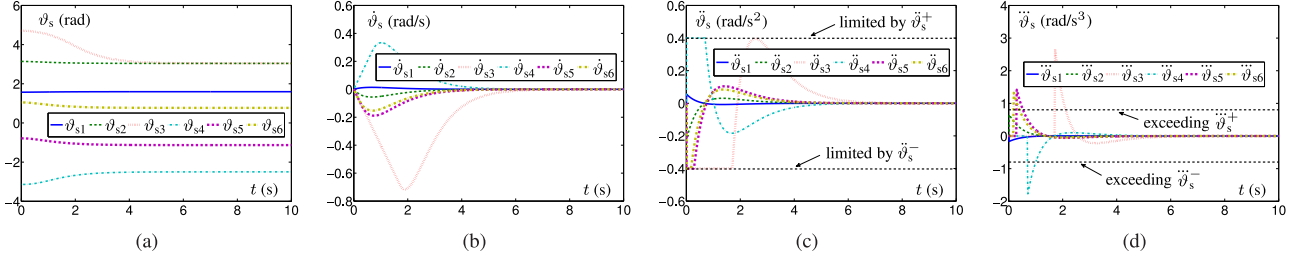 ϑs (rad)
6
4
2
0
−2
−4
0 2 4 6 8 10
ϑs1 ϑs2 ϑs3 ϑs4 ϑs5 ϑs6
t (s)
(a)
ϑ̇s (rad/s)
0.6
0.4
0.2
0
−0.2
−0.4
−0.6
−0.8
0 2 4 6 8 10
ϑ̇s1 ϑ̇s2 ϑ̇s3 ϑ̇s4 ϑ̇s5 ϑ̇s6
t (s)
(b)
ϑ̈s (rad/s²)
limited by ϑ̈s⁺
0.6
0.4
0.2
0
−0.2
−0.4
−0.6
0 2 4 6 8 10
ϑ̈s1 ϑ̈s2 ϑ̈s3 ϑ̈s4 ϑ̈s5 ϑ̈s6
limited by ϑ̈s⁻
t (s)
(c)
ϑ⃛s (rad/s³)
4
3
2
1
0
−1
−2
0 2 4 6 8 10
ϑ⃛s1 ϑ⃛s2 ϑ⃛s3 ϑ⃛s4 ϑ⃛s5 ϑ⃛s6
exceeding ϑ⃛s⁺
exceeding ϑ⃛s⁻
t (s)
(d)